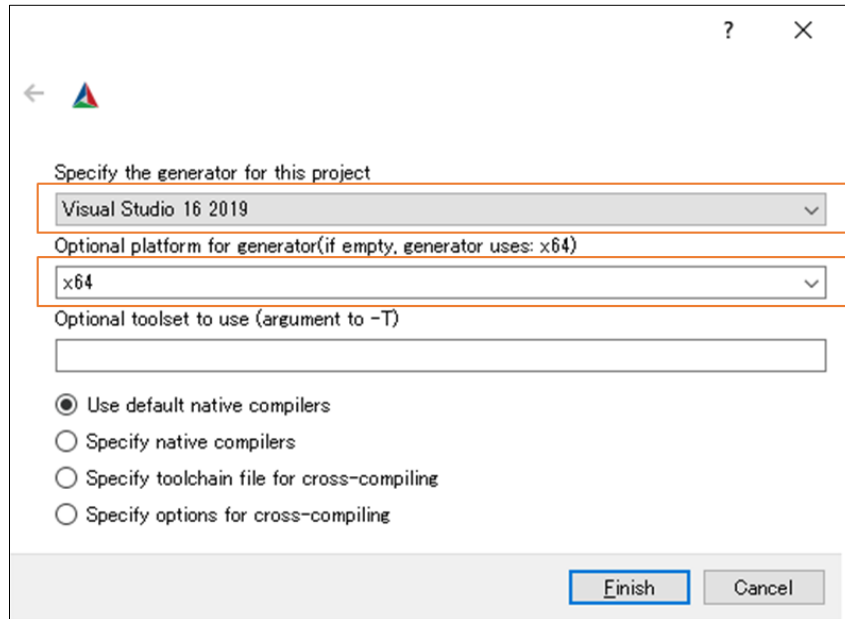 ?
Specify the generator for this project
Visual Studio 16 2019
Optional platform for generator(if empty, generator uses: x64)
x64
Optional toolset to use (argument to -T)
Use default native compilers
Specify native compilers
Specify toolchain file for cross-compiling
Specify options for cross-compiling
Finish
Cancel